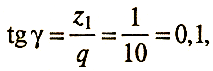 tg γ = z₁/q = 1/10 = 0,1,